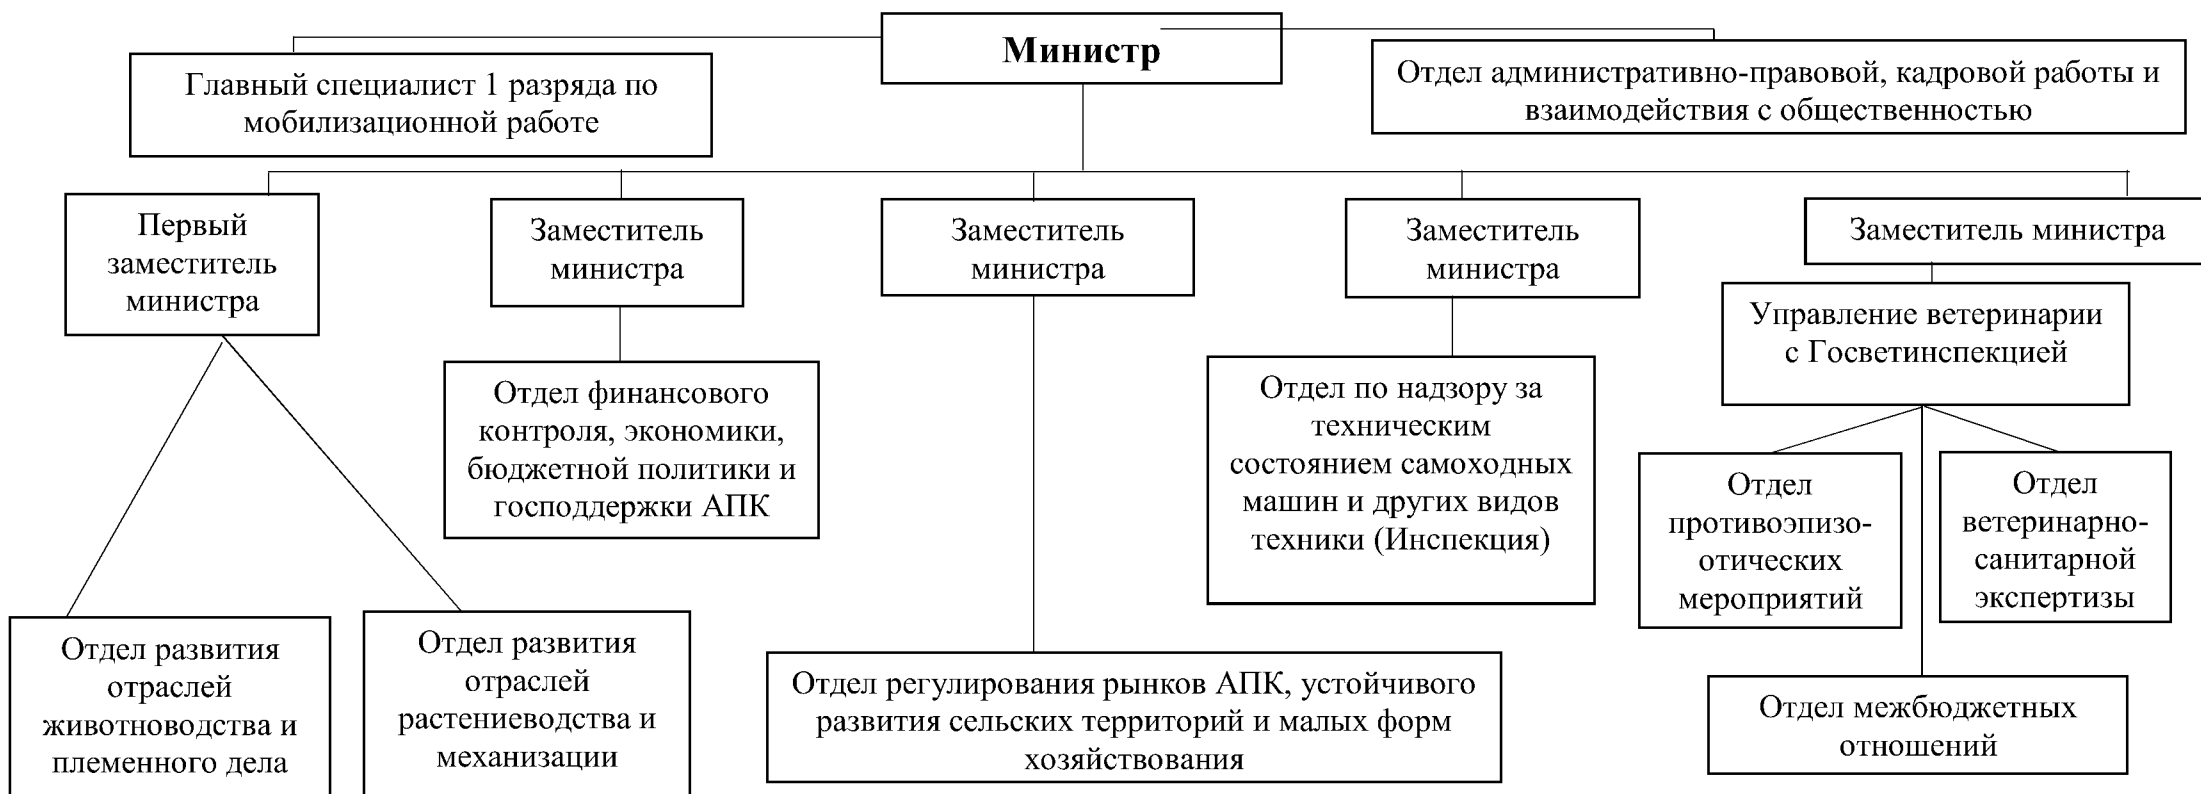 Министр
Главный специалист 1 разряда по
мобилизационной работе
Отдел административно-правовой, кадровой работы и
взаимодействия с общественностью
Первый
заместитель
министра
Заместитель
министра
Заместитель
министра
Заместитель
министра
Заместитель министра
Управление ветеринарии
с Госветинспекцией
Отдел финансового
контроля, экономики,
бюджетной политики и
господдержки АПК
Отдел по надзору за
техническим
состоянием самоходных
машин и других видов
техники (Инспекция)
Отдел
противоэпизо-
отических
мероприятий
Отдел
ветеринарно-
санитарной
экспертизы
Отдел развития
отраслей
животноводства и
племенного дела
Отдел развития
отраслей
растениеводства и
механизации
Отдел регулирования рынков АПК, устойчивого
развития сельских территорий и малых форм
хозяйствования
Отдел межбюджетных
отношений